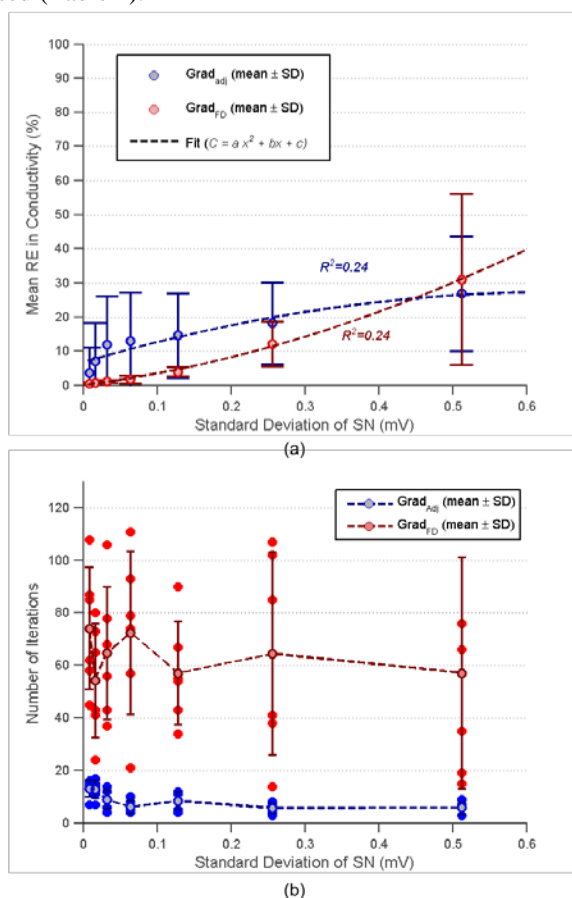 100
90
80
70
60
50
40
30
20
10
0
Mean RE in Conductivity (%)
Grad_adj (mean ± SD)
Grad_FD (mean ± SD)
Fit (C = a x² + bx + c)
R²=0.24
R²=0.24
0 0.1 0.2 0.3 0.4 0.5 0.6
Standard Deviation of SN (mV)
(a)
120
100
80
60
40
20
0
Number of Iterations
Grad_Adj (mean ± SD)
Grad_FD (mean ± SD)
0 0.1 0.2 0.3 0.4 0.5 0.6
Standard Deviation of SN (mV)
(b)